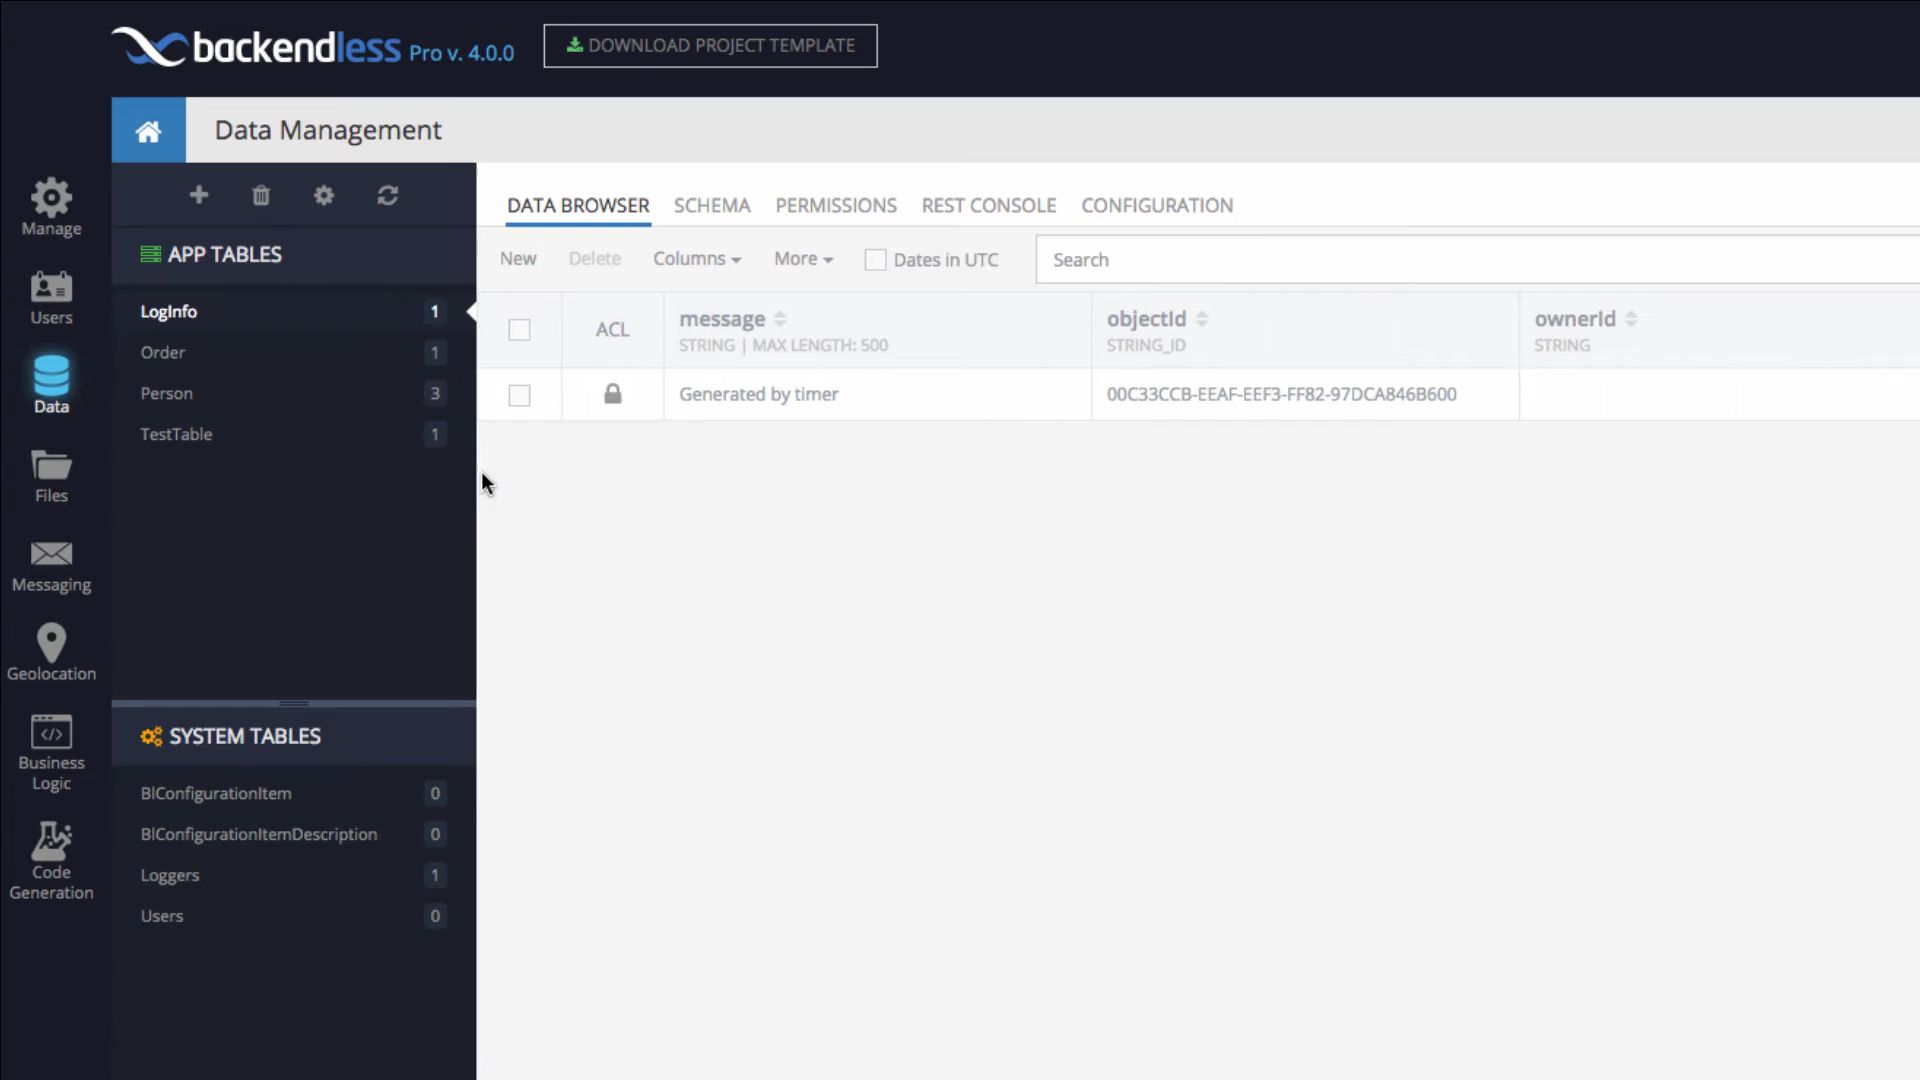 backendless Pro v. 4.0.0
DOWNLOAD PROJECT TEMPLATE
Data Management
Manage
Users
Data
Files
Messaging
Geolocation
Business
Logic
Code
Generation
APP TABLES
LogInfo 1
Order 1
Person 3
TestTable 1
SYSTEM TABLES
BlConfigurationItem 0
BlConfigurationItemDescription 0
Loggers 1
Users 0
DATA BROWSER SCHEMA PERMISSIONS REST CONSOLE CONFIGURATION
New Delete Columns More Dates in UTC Search
ACL message objectId ownerId
STRING | MAX LENGTH: 500 STRING_ID STRING
Generated by timer 00C33CCB-EEAF-EEF3-FF82-97DCA846B600